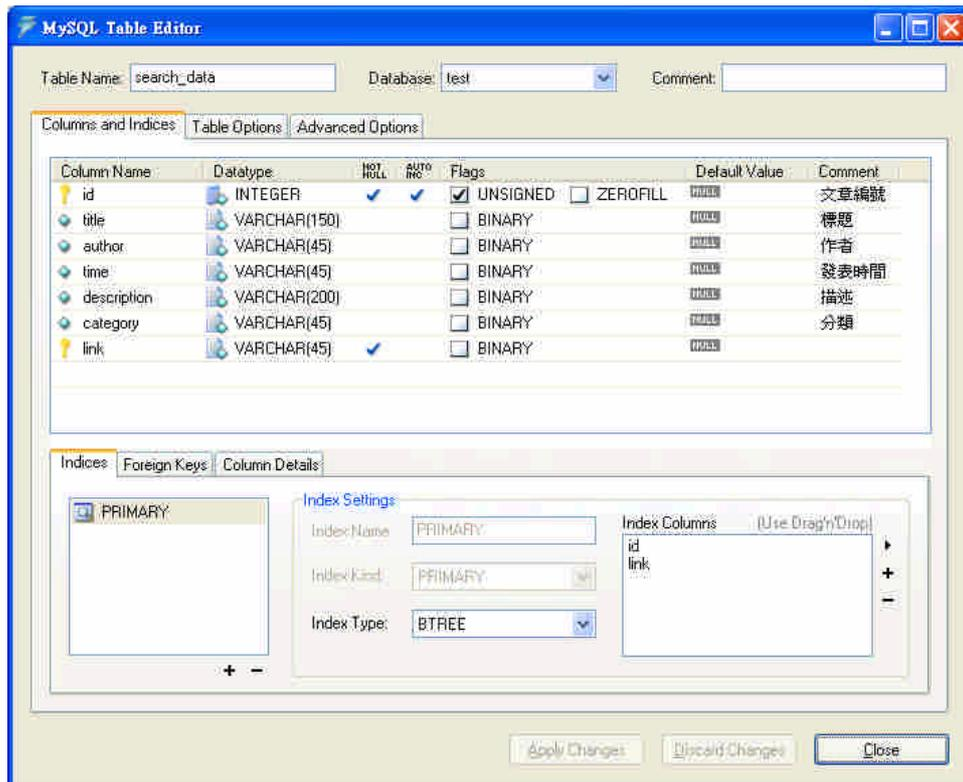 MySQL Table Editor
Table Name: search_data Database: test Comment:
Columns and Indices Table Options Advanced Options
Column Name Datatype NOT NULL AUTO INC Flags Default Value Comment
id INTEGER UNSIGNED ZEROFILL NULL 文章編號
title VARCHAR(150) BINARY NULL 標題
author VARCHAR(45) BINARY NULL 作者
time VARCHAR(45) BINARY NULL 發表時間
description VARCHAR(200) BINARY NULL 描述
category VARCHAR(45) BINARY NULL 分類
link VARCHAR(45) BINARY NULL
Indices Foreign Keys Column Details
PRIMARY
Index Settings
Index Name PRIMARY
Index Kind PRIMARY
Index Type: BTREE
Index Columns (Use Drag'n'Drop)
id
link
Apply Changes Discard Changes Close